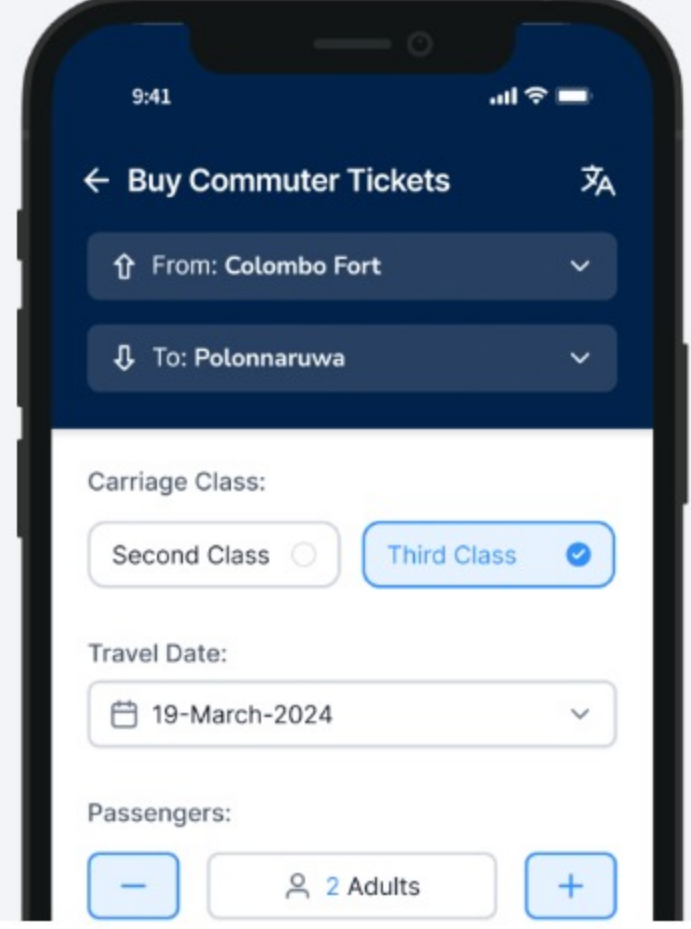 9:41
Buy Commuter Tickets
From: Colombo Fort
To: Polonnaruwa
Carriage Class:
Second Class Third Class
Travel Date:
19-March-2024
Passengers:
− 2 Adults +